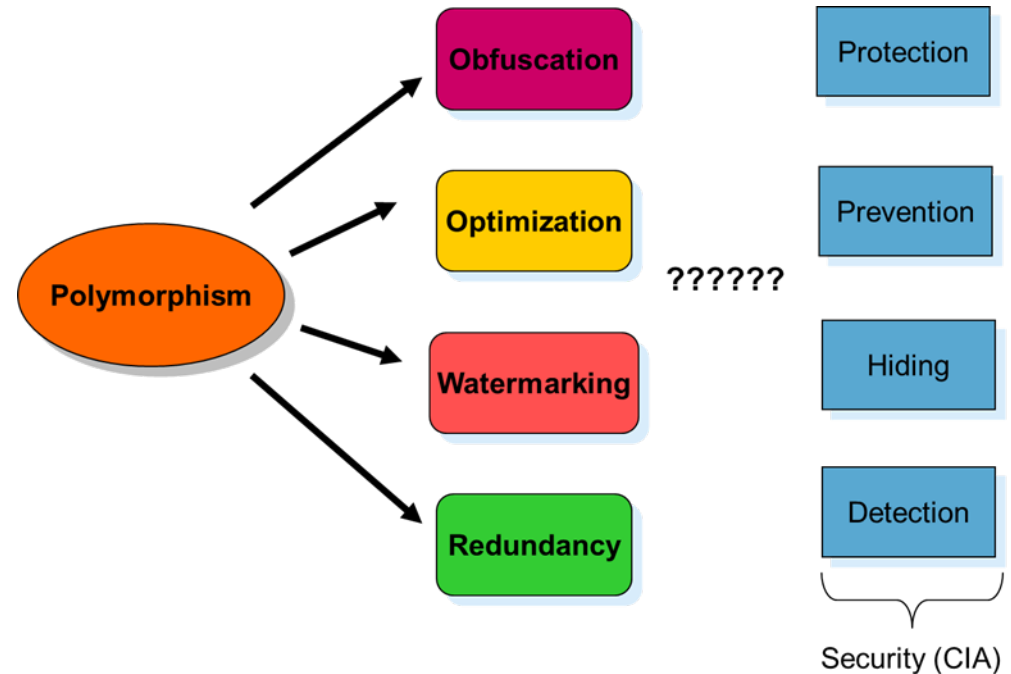 Polymorphism
Obfuscation
Optimization
Watermarking
Redundancy
??????
Protection
Prevention
Hiding
Detection
Security (CIA)